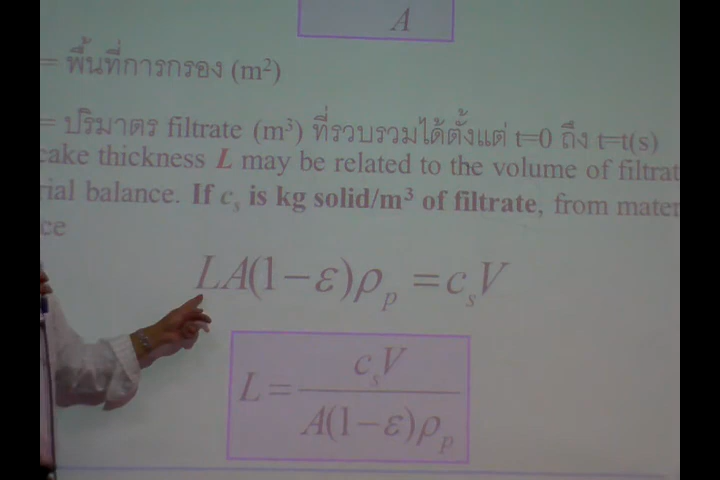 A
= พื้นที่การกรอง (m²)
= ปริมาตร filtrate (m³) ที่รวบรวมได้ตั้งแต่ t=0 ถึง t=t(s)
cake thickness L may be related to the volume of filtrat
rial balance. If cₛ is kg solid/m³ of filtrate, from mater
ce
LA(1−ε)ρₚ = cₛV
L = cₛV / A(1−ε)ρₚ